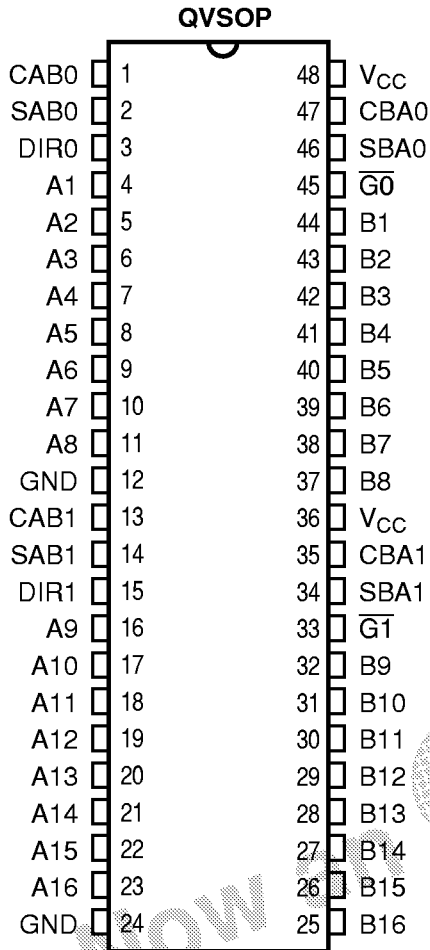 QVSOP
CAB0 1 48 VCC
SAB0 2 47 CBA0
DIR0 3 46 SBA0
A1 4 45 G0
A2 5 44 B1
A3 6 43 B2
A4 7 42 B3
A5 8 41 B4
A6 9 40 B5
A7 10 39 B6
A8 11 38 B7
GND 12 37 B8
CAB1 13 36 VCC
SAB1 14 35 CBA1
DIR1 15 34 SBA1
A9 16 33 G1
A10 17 32 B9
A11 18 31 B10
A12 19 30 B11
A13 20 29 B12
A14 21 28 B13
A15 22 27 B14
A16 23 26 B15
GND 24 25 B16